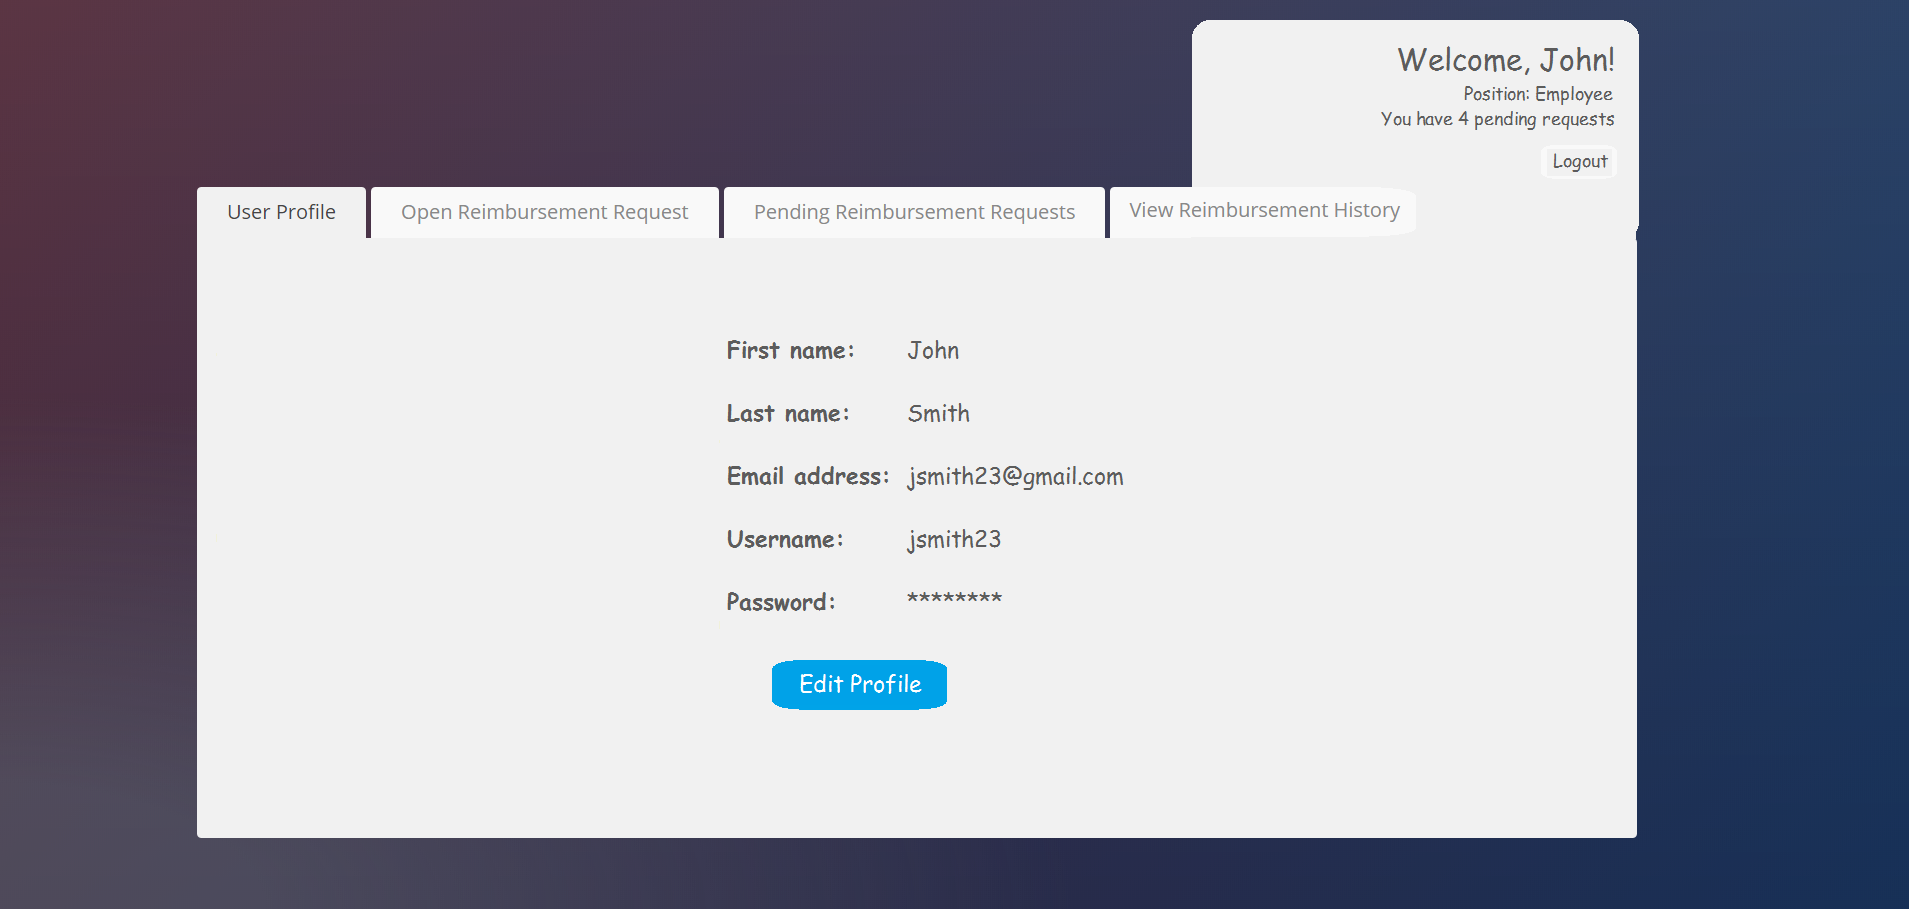 Welcome, John!
Position: Employee
You have 4 pending requests
Logout
User Profile
Open Reimbursement Request
Pending Reimbursement Requests
View Reimbursement History
First name: John
Last name: Smith
Email address: jsmith23@gmail.com
Username: jsmith23
Password: ********
Edit Profile